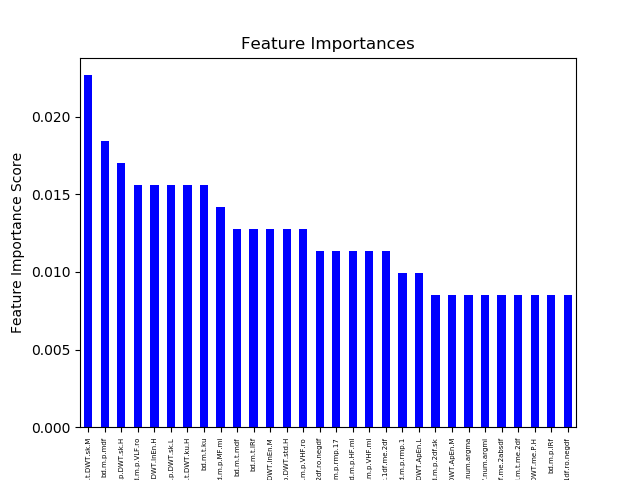 Feature Importances
Feature Importance Score
0.020
0.015
0.010
0.005
0.000
t.DWT.sk.M
bd.m.p.mdf
p.DWT.sk.H
d.m.p.VLF.ro
DWT.InEn.H
p.DWT.sk.L
t.DWT.ku.H
bd.m.t.ku
d.m.p.MF.mi
bd.m.t.mdf
bd.m.t.IRf
DWT.InEn.M
p.DWT.std.H
m.p.VHF.ro
2df.ro.negdf
m.p.rmp.17
d.m.p.HF.mi
m.p.VHF.mi
.1df.me.2df
d.m.p.rmp.1
DWT.ApEn.L
d.m.p.2df.sk
DWT.ApEn.M
.num.argma
.num.argmi
f.me.2absdf
m.t.me.2df
DWT.me.P.H
bd.m.p.IRf
1df.ro.negdf